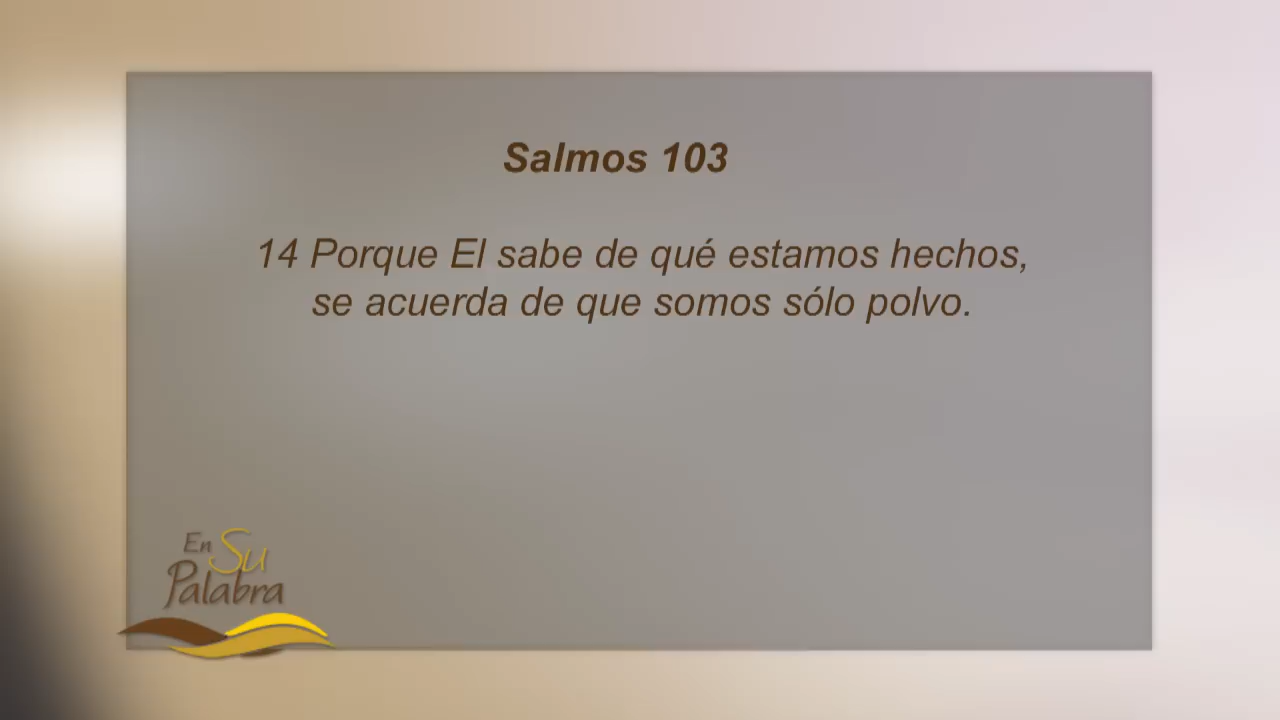 Salmos 103
14 Porque El sabe de qué estamos hechos,
se acuerda de que somos sólo polvo.
En Su
Palabra